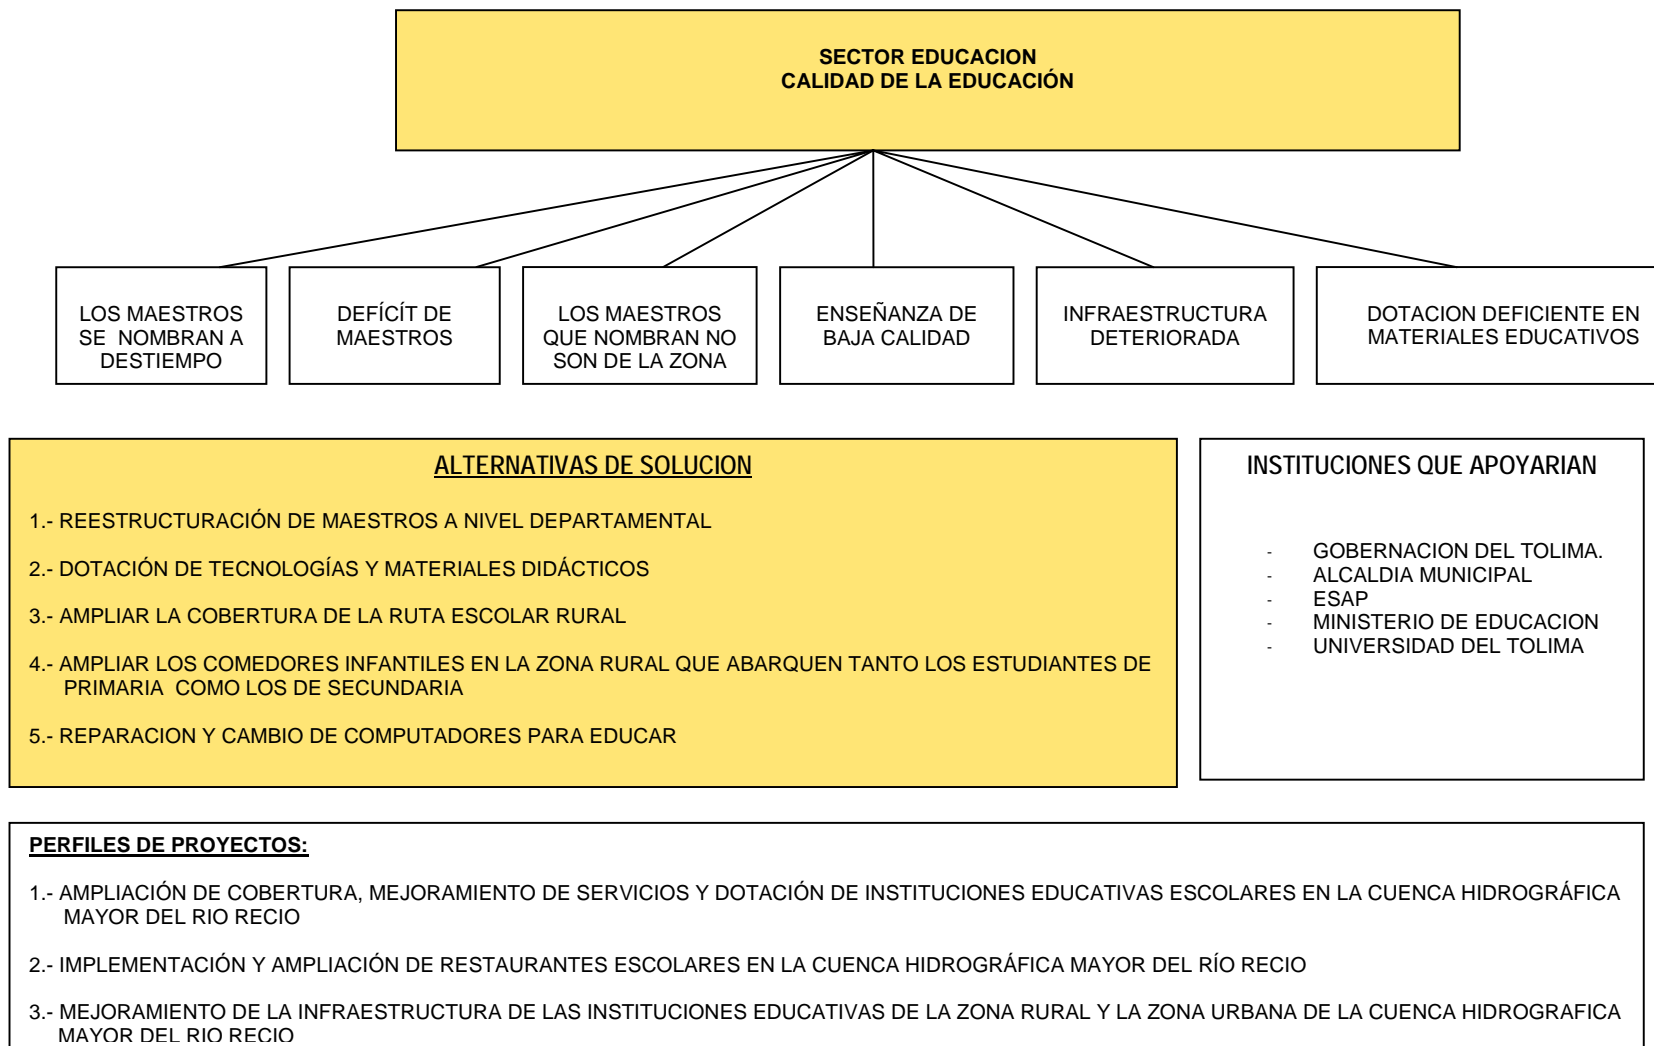 SECTOR EDUCACION
CALIDAD DE LA EDUCACIÓN
LOS MAESTROS
SE NOMBRAN A
DESTIEMPO
DEFÍCÍT DE
MAESTROS
LOS MAESTROS
QUE NOMBRAN NO
SON DE LA ZONA
ENSEÑANZA DE
BAJA CALIDAD
INFRAESTRUCTURA
DETERIORADA
DOTACION DEFICIENTE EN
MATERIALES EDUCATIVOS
ALTERNATIVAS DE SOLUCION
1.- REESTRUCTURACIÓN DE MAESTROS A NIVEL DEPARTAMENTAL
2.- DOTACIÓN DE TECNOLOGÍAS Y MATERIALES DIDÁCTICOS
3.- AMPLIAR LA COBERTURA DE LA RUTA ESCOLAR RURAL
4.- AMPLIAR LOS COMEDORES INFANTILES EN LA ZONA RURAL QUE ABARQUEN TANTO LOS ESTUDIANTES DE
PRIMARIA COMO LOS DE SECUNDARIA
5.- REPARACION Y CAMBIO DE COMPUTADORES PARA EDUCAR
INSTITUCIONES QUE APOYARIAN
- GOBERNACION DEL TOLIMA.
- ALCALDIA MUNICIPAL
- ESAP
- MINISTERIO DE EDUCACION
- UNIVERSIDAD DEL TOLIMA
PERFILES DE PROYECTOS:
1.- AMPLIACIÓN DE COBERTURA, MEJORAMIENTO DE SERVICIOS Y DOTACIÓN DE INSTITUCIONES EDUCATIVAS ESCOLARES EN LA CUENCA HIDROGRÁFICA
MAYOR DEL RIO RECIO
2.- IMPLEMENTACIÓN Y AMPLIACIÓN DE RESTAURANTES ESCOLARES EN LA CUENCA HIDROGRÁFICA MAYOR DEL RÍO RECIO
3.- MEJORAMIENTO DE LA INFRAESTRUCTURA DE LAS INSTITUCIONES EDUCATIVAS DE LA ZONA RURAL Y LA ZONA URBANA DE LA CUENCA HIDROGRAFICA
MAYOR DEL RIO RECIO